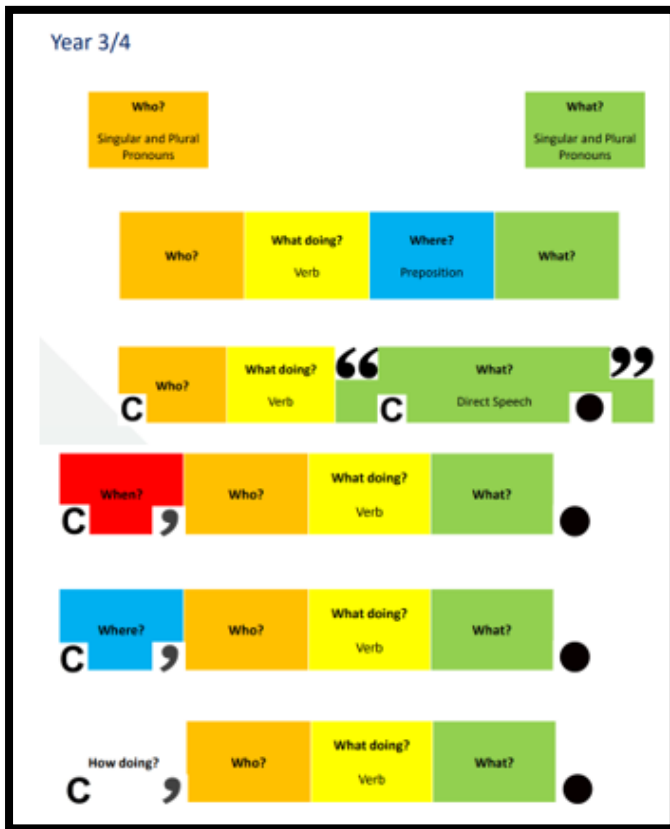 Year 3/4
Who?
Singular and Plural
Pronouns
What?
Singular and Plural
Pronouns
Who?
What doing?
Verb
Where?
Preposition
What?
C
Who?
What doing?
Verb
“
C
What?
Direct Speech
●
”
C
When?
,
Who?
What doing?
Verb
What?
●
C
Where?
,
Who?
What doing?
Verb
What?
●
C
How doing?
,
Who?
What doing?
Verb
What?
●